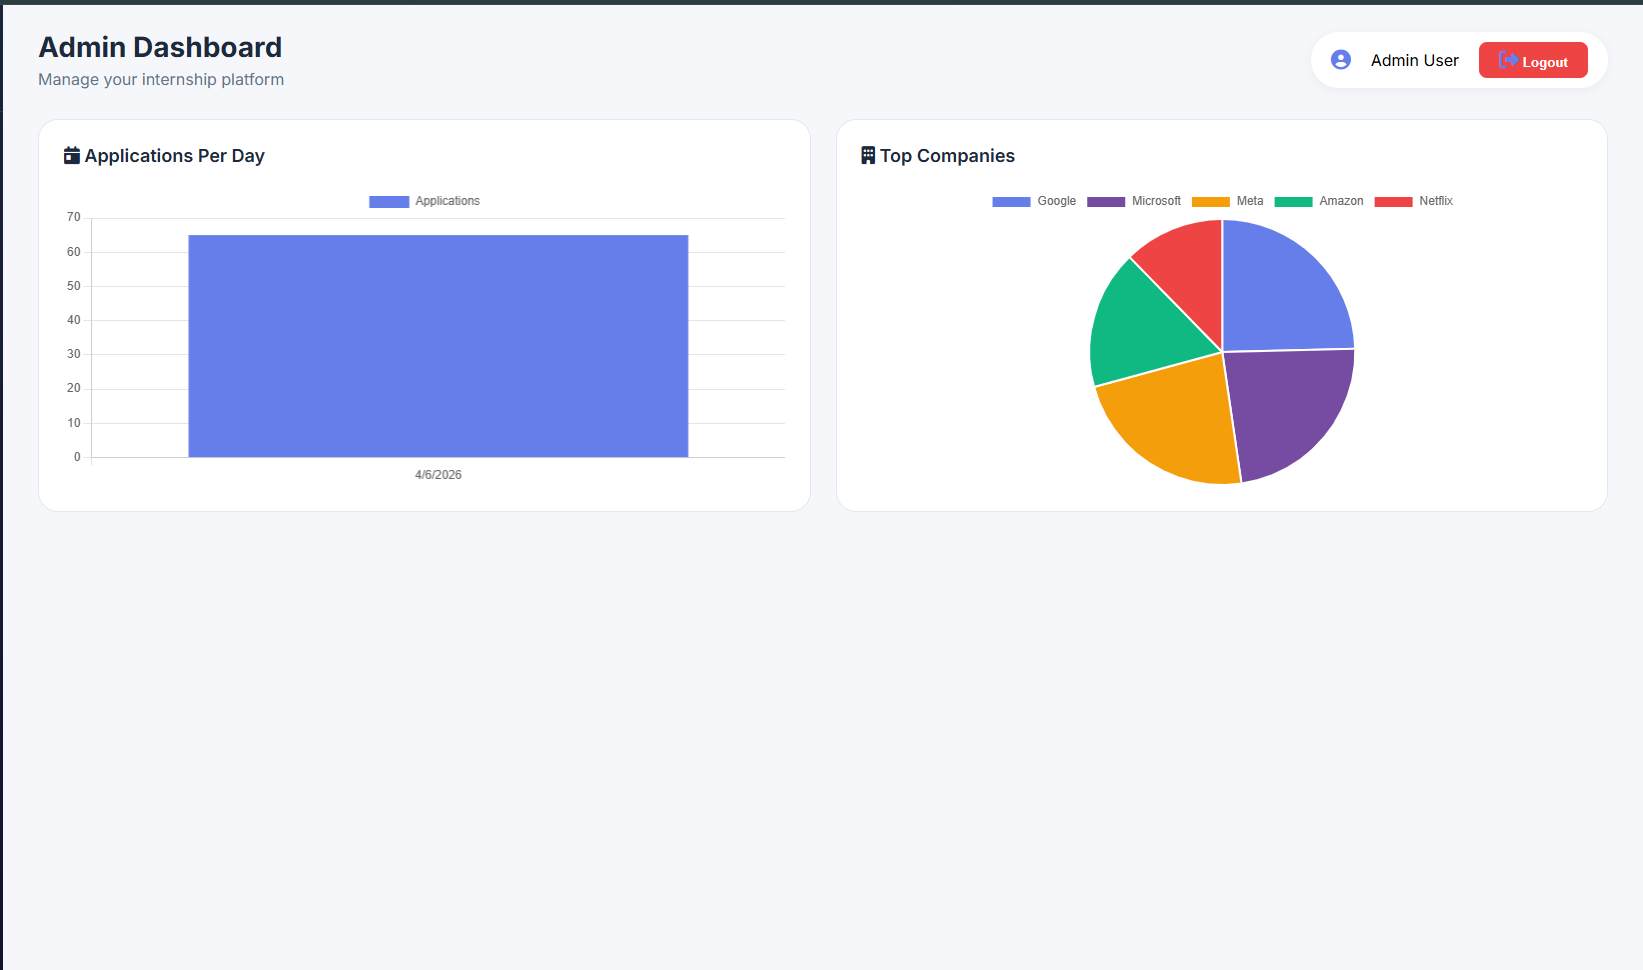 Admin Dashboard
Manage your internship platform
Admin User
Logout
Applications Per Day
Applications
70
60
50
40
30
20
10
0
4/6/2026
Top Companies
Google Microsoft Meta Amazon Netflix